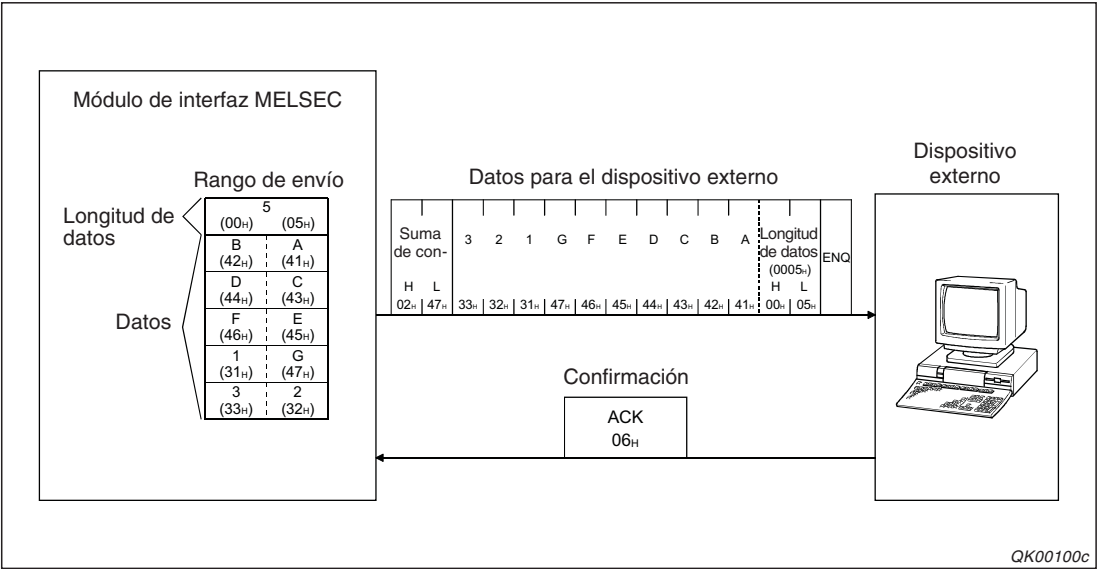 Módulo de interfaz MELSEC
Rango de envío
Longitud de
datos
5
(00H) (05H)
B A
(42H) (41H)
D C
(44H) (43H)
Datos
F E
(46H) (45H)
1 G
(31H) (47H)
3 2
(33H) (32H)
Datos para el dispositivo externo
Suma
de con-
H L
02H 47H
3 2 1 G F E D C B A
33H 32H 31H 47H 46H 45H 44H 43H 42H 41H
Longitud
de datos
(0005H)
H L
00H 05H
ENQ
Confirmación
ACK
06H
Dispositivo
externo
QK00100c